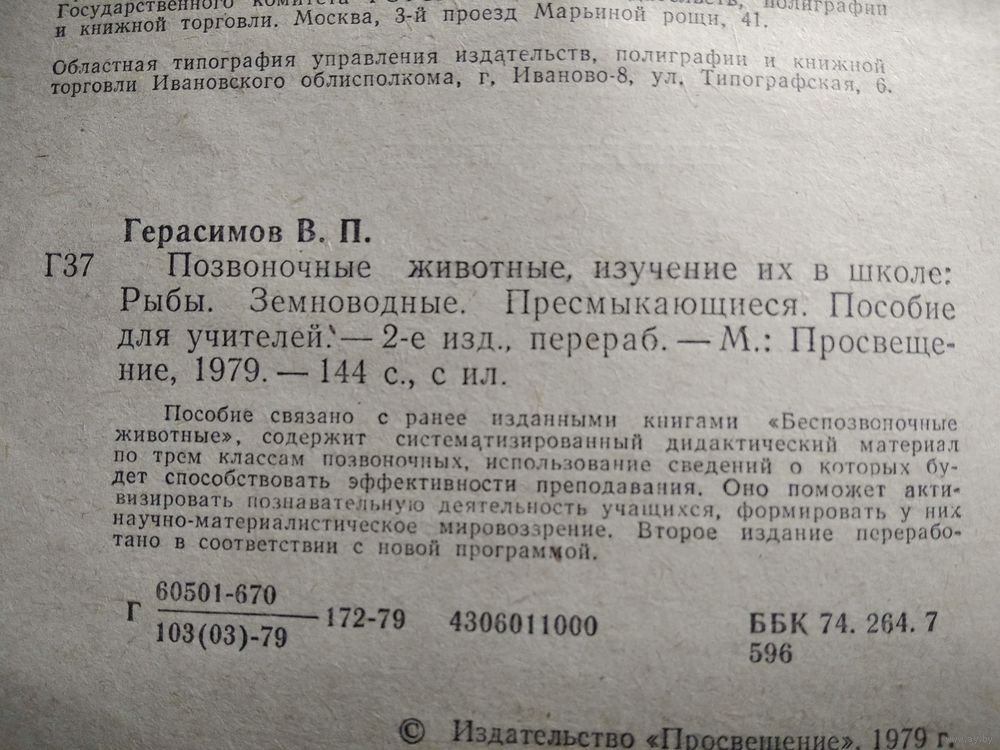 Государственного комитета
полиграфии
и книжной торговли. Москва, 3-й проезд Марьиной рощи, 41.
Областная типография управления издательств, полиграфии и книжной
торговли Ивановского облисполкома, г. Иваново-8, ул. Типографская, 6.
Герасимов В. П.
Г37 Позвоночные животные, изучение их в школе:
Рыбы. Земноводные. Пресмыкающиеся. Пособие
для учителей. — 2-е изд., перераб. — М.: Просвеще-
ние, 1979. — 144 с., с ил.
Пособие связано с ранее изданными книгами «Беспозвоночные
животные», содержит систематизированный дидактический материал
по трем классам позвоночных, использование сведений о которых бу-
дет способствовать эффективности преподавания. Оно поможет акти-
визировать познавательную деятельность учащихся, формировать у них
научно-материалистическое мировоззрение. Второе издание перерабо-
тано в соответствии с новой программой.
Г 60501-670
103(03)-79 172-79 4306011000 ББК 74. 264. 7
596
© Издательство «Просвещение», 1979 г.